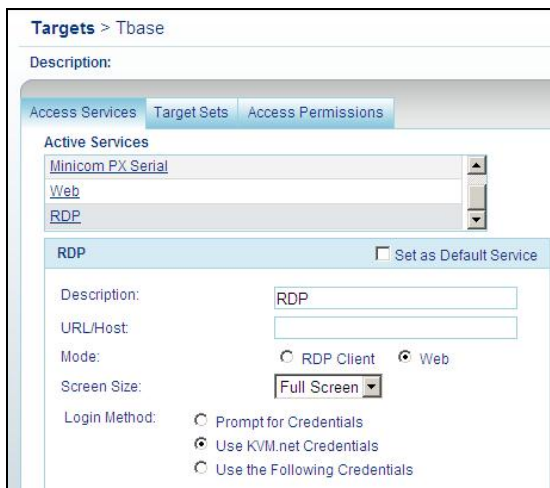 Targets > Tbase
Description:
Access Services Target Sets Access Permissions
Active Services
Minicom PX Serial
Web
RDP
RDP Set as Default Service
Description: RDP
URL/Host:
Mode: RDP Client Web
Screen Size: Full Screen
Login Method: Prompt for Credentials
Use KVM.net Credentials
Use the Following Credentials